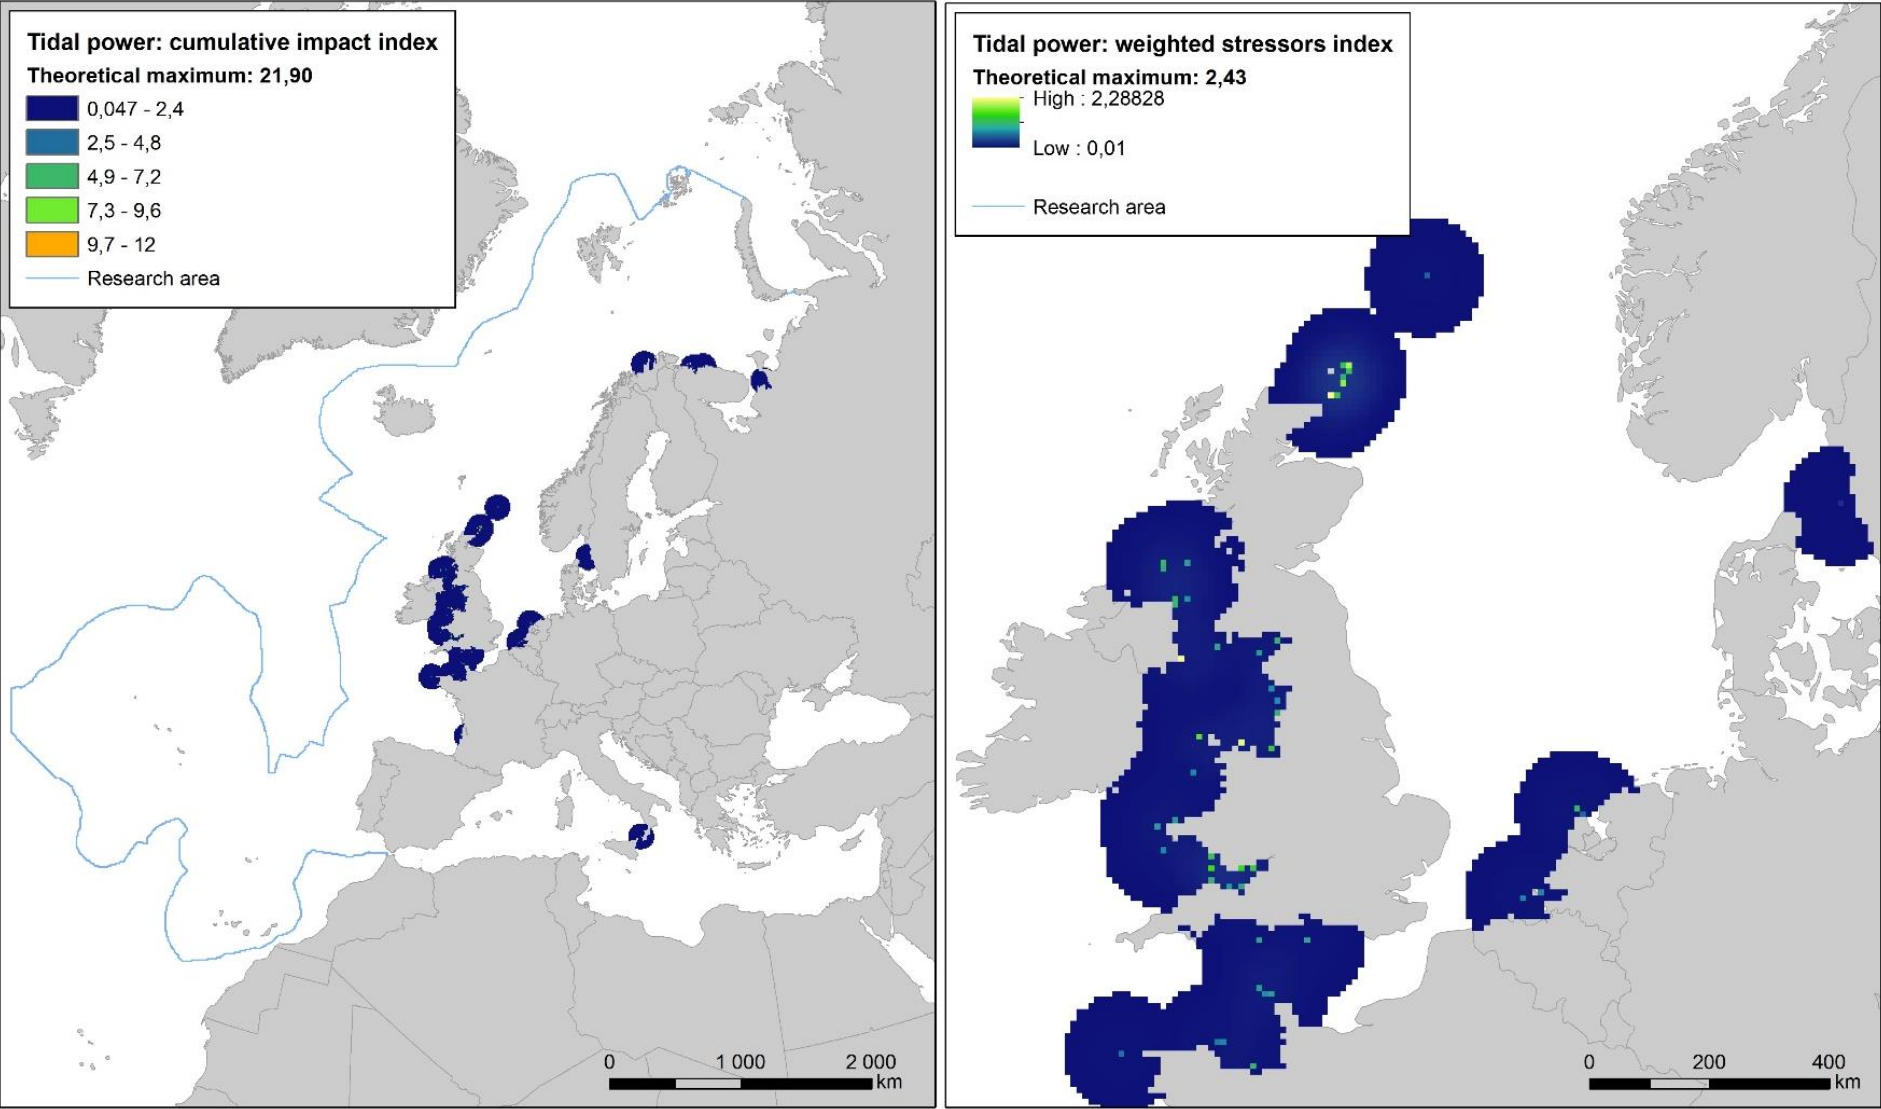 Tidal power: cumulative impact index
Theoretical maximum: 21,90
0,047 - 2,4
2,5 - 4,8
4,9 - 7,2
7,3 - 9,6
9,7 - 12
Research area
0 1 000 2 000
km
Tidal power: weighted stressors index
Theoretical maximum: 2,43
High : 2,28828
Low : 0,01
Research area
0 200 400
km